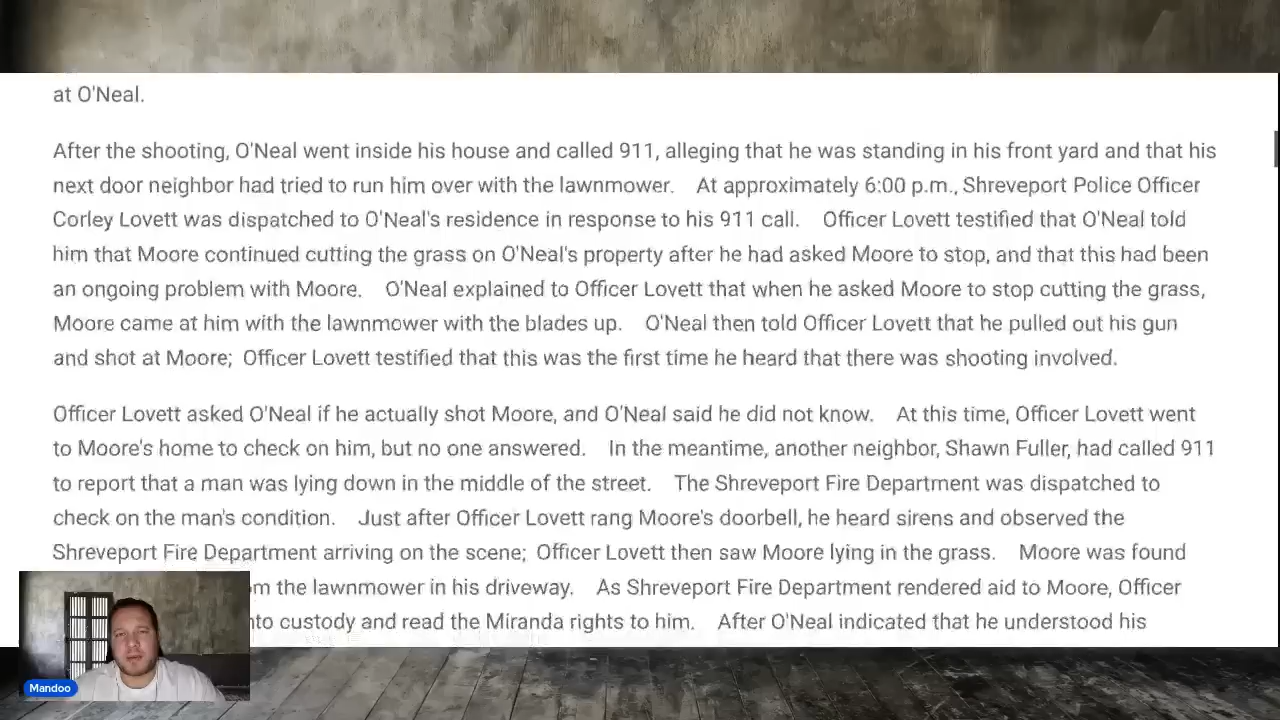 at O'Neal.
After the shooting, O'Neal went inside his house and called 911, alleging that he was standing in his front yard and that his
next door neighbor had tried to run him over with the lawnmower. At approximately 6:00 p.m., Shreveport Police Officer
Corley Lovett was dispatched to O'Neal's residence in response to his 911 call. Officer Lovett testified that O'Neal told
him that Moore continued cutting the grass on O'Neal's property after he had asked Moore to stop, and that this had been
an ongoing problem with Moore. O'Neal explained to Officer Lovett that when he asked Moore to stop cutting the grass,
Moore came at him with the lawnmower with the blades up. O'Neal then told Officer Lovett that he pulled out his gun
and shot at Moore; Officer Lovett testified that this was the first time he heard that there was shooting involved.
Officer Lovett asked O'Neal if he actually shot Moore, and O'Neal said he did not know. At this time, Officer Lovett went
to Moore's home to check on him, but no one answered. In the meantime, another neighbor, Shawn Fuller, had called 911
to report that a man was lying down in the middle of the street. The Shreveport Fire Department was dispatched to
check on the man's condition. Just after Officer Lovett rang Moore's doorbell, he heard sirens and observed the
Shreveport Fire Department arriving on the scene; Officer Lovett then saw Moore lying in the grass. Moore was found
the lawnmower in his driveway. As Shreveport Fire Department rendered aid to Moore, Officer
custody and read the Miranda rights to him. After O'Neal indicated that he understood his
Mandoo